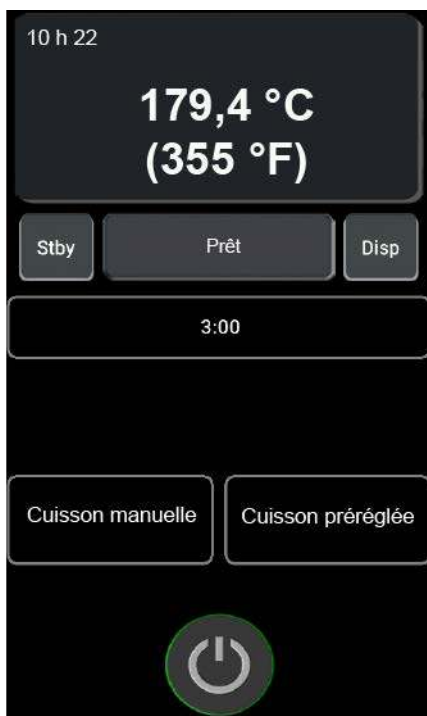 10 h 22
179,4 °C
(355 °F)
Stby Prêt Disp
3:00
Cuisson manuelle Cuisson préréglée